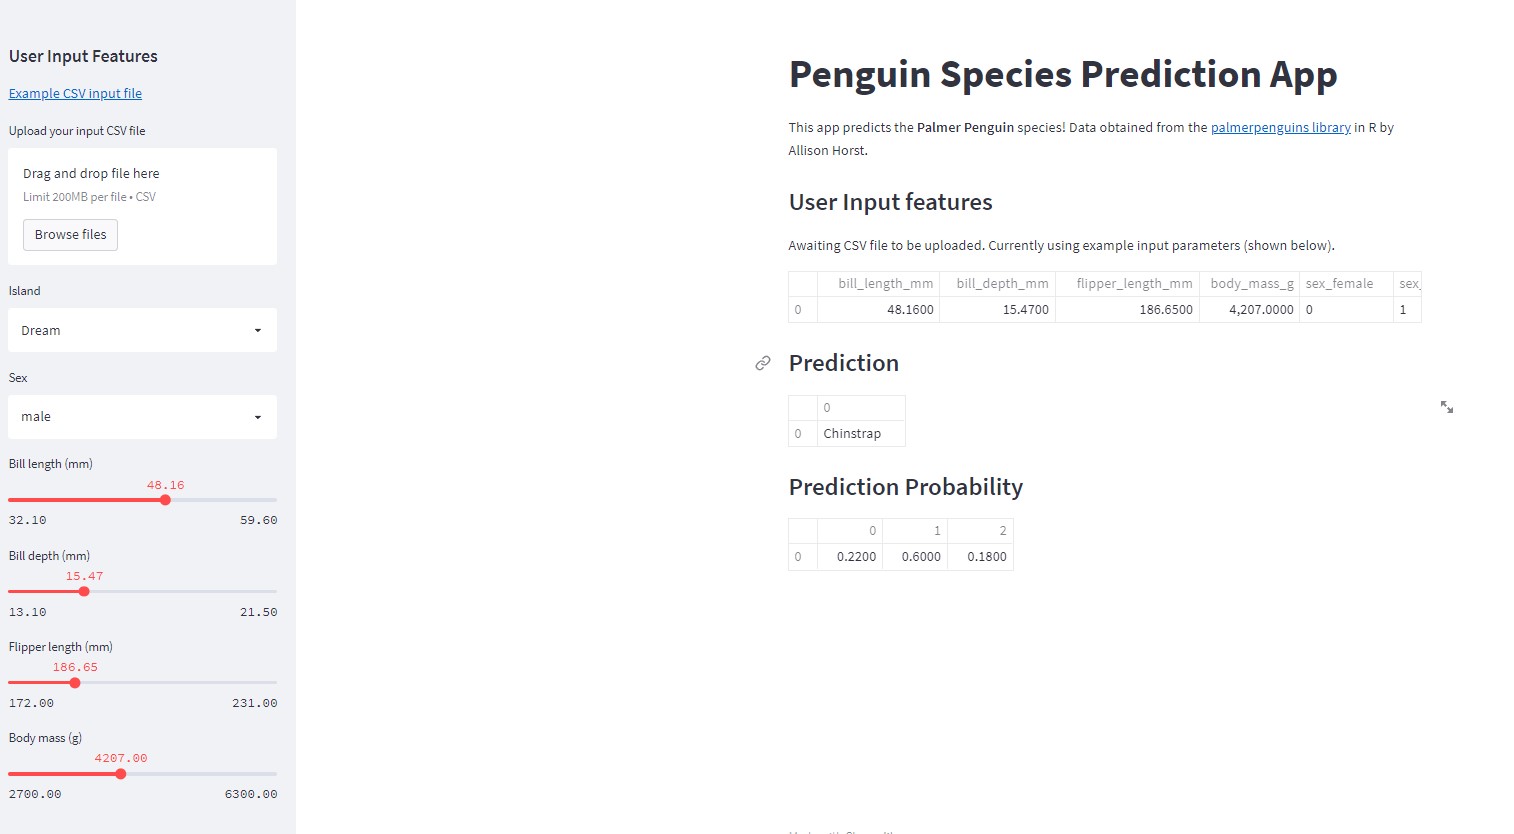 User Input Features
Example CSV input file
Upload your input CSV file
Drag and drop file here
Limit 200MB per file • CSV
Browse files
Island
Dream
Sex
male
Bill length (mm)
48.16
32.10 59.60
Bill depth (mm)
15.47
13.10 21.50
Flipper length (mm)
186.65
172.00 231.00
Body mass (g)
4207.00
2700.00 6300.00
Penguin Species Prediction App
This app predicts the Palmer Penguin species! Data obtained from the palmerpenguins library in R by
Allison Horst.
User Input features
Awaiting CSV file to be uploaded. Currently using example input parameters (shown below).
bill_length_mm bill_depth_mm flipper_length_mm body_mass_g sex_female sex_
0 48.1600 15.4700 186.6500 4,207.0000 0 1
Prediction
0
0 Chinstrap
Prediction Probability
0 1 2
0 0.2200 0.6000 0.1800